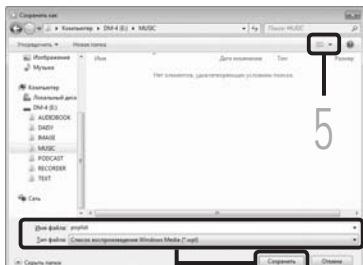 Сохранить как
Компьютер ▸ DM-4 (E:) ▸ MUSIC
Поиск: MUSIC
Упорядочить Новая папка
Изображения
Музыка
Имя
Дата изменения
Тип
Размер
Нет элементов, удовлетворяющих условиям поиска.
Компьютер
Локальный диск
DM-4 (E:)
AUDIOBOOK
DAISY
IMAGE
MUSIC
PODCAST
RECORDER
TEXT
Сеть
5
Имя файла:
Тип файла: Список воспроизведения Windows Media (*.wpl)
Скрыть папки
Сохранить
Отмена